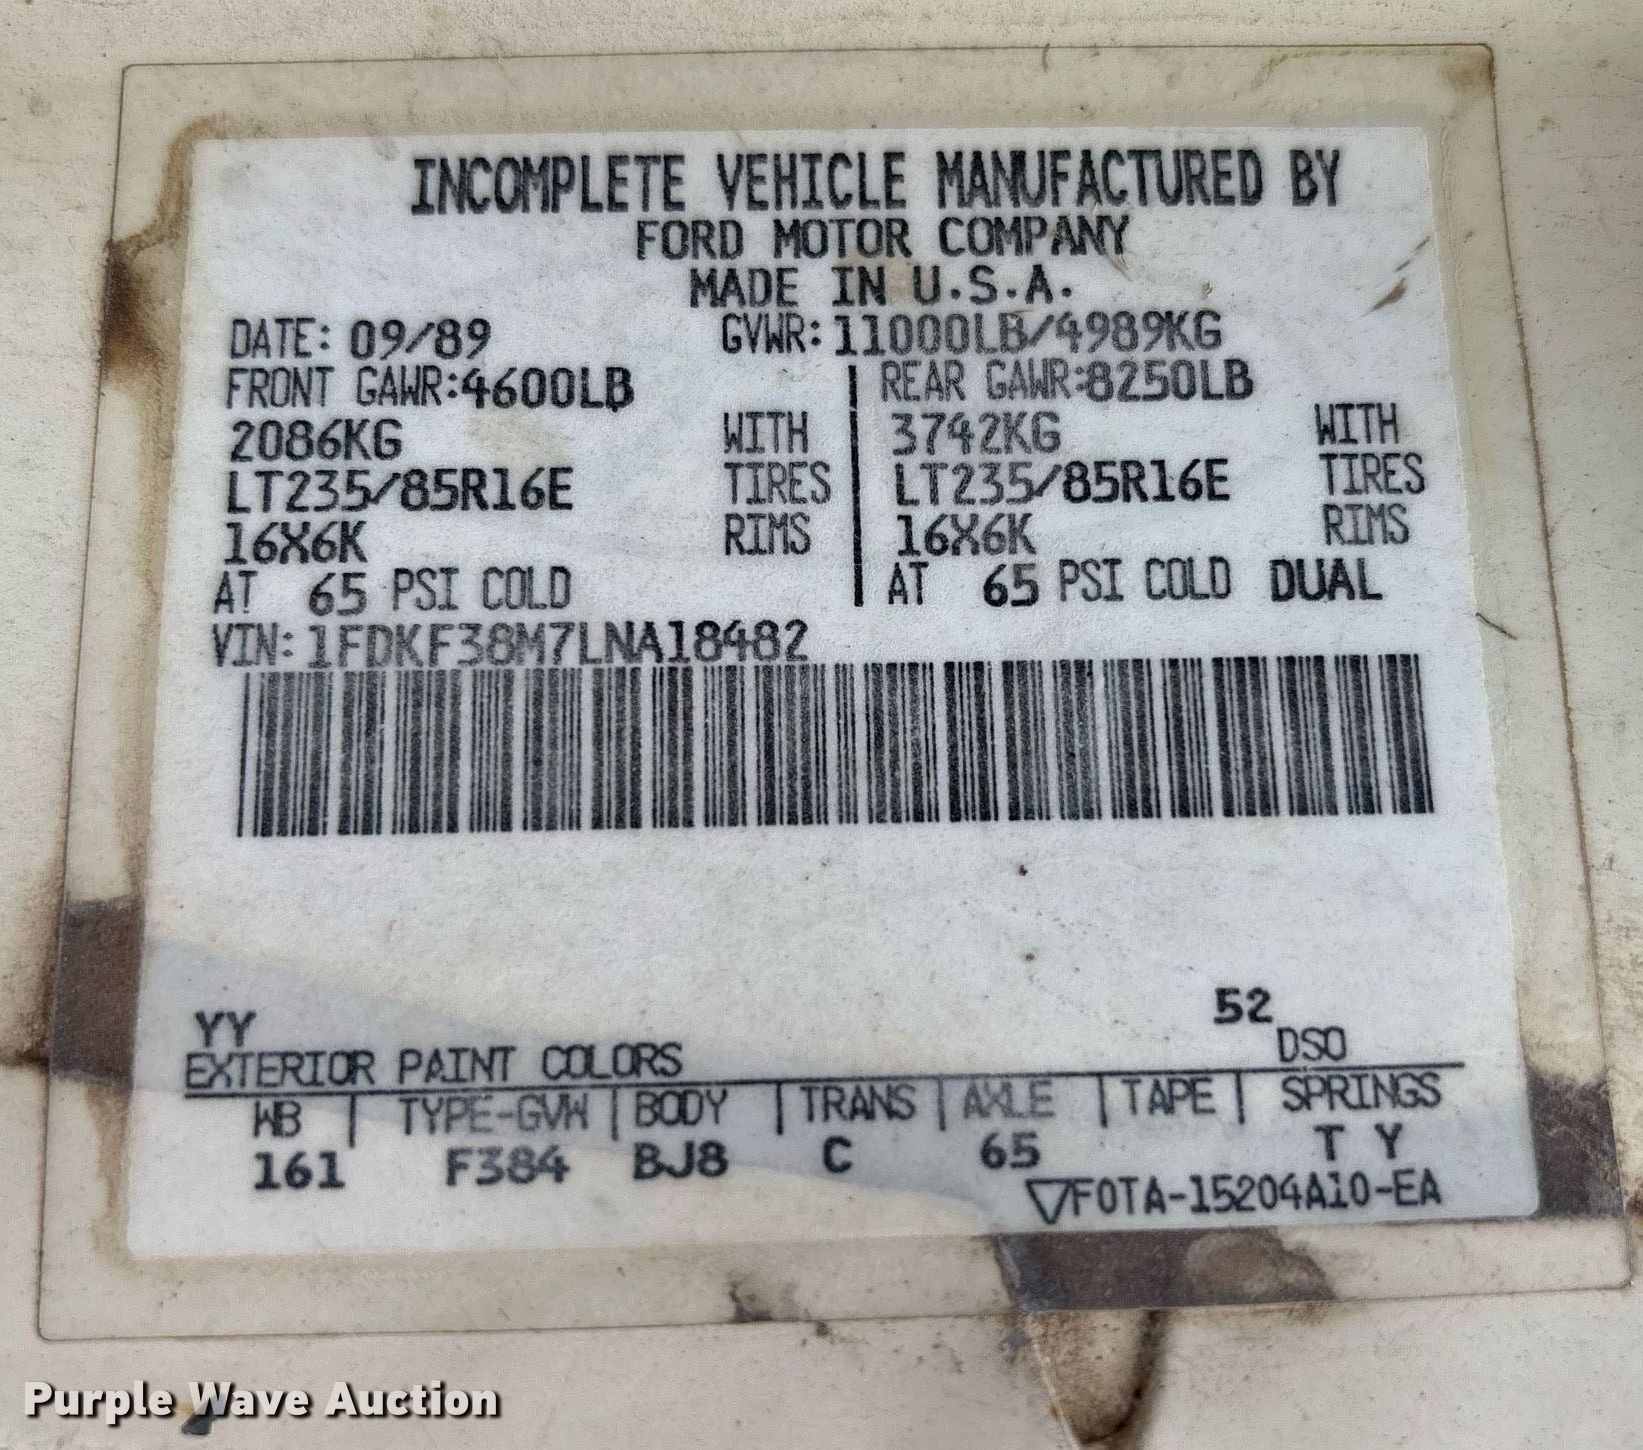 INCOMPLETE VEHICLE MANUFACTURED BY
FORD MOTOR COMPANY
MADE IN U.S.A.
DATE: 09/89 GVWR: 11000LB/4989KG
FRONT GAWR: 4600LB REAR GAWR: 8250LB
2086KG WITH 3742KG WITH
LT235/85R16E TIRES LT235/85R16E TIRES
16X6K RIMS 16X6K RIMS
AT 65 PSI COLD AT 65 PSI COLD DUAL
VIN: 1FDKF38M7LNA18482
YY 52
EXTERIOR PAINT COLORS DSO
WB | TYPE-GVW | BODY | TRANS | AXLE | TAPE | SPRINGS
161 F384 BJ8 C 65 T Y
▽F0TA-15204A10-EA
Purple Wave Auction